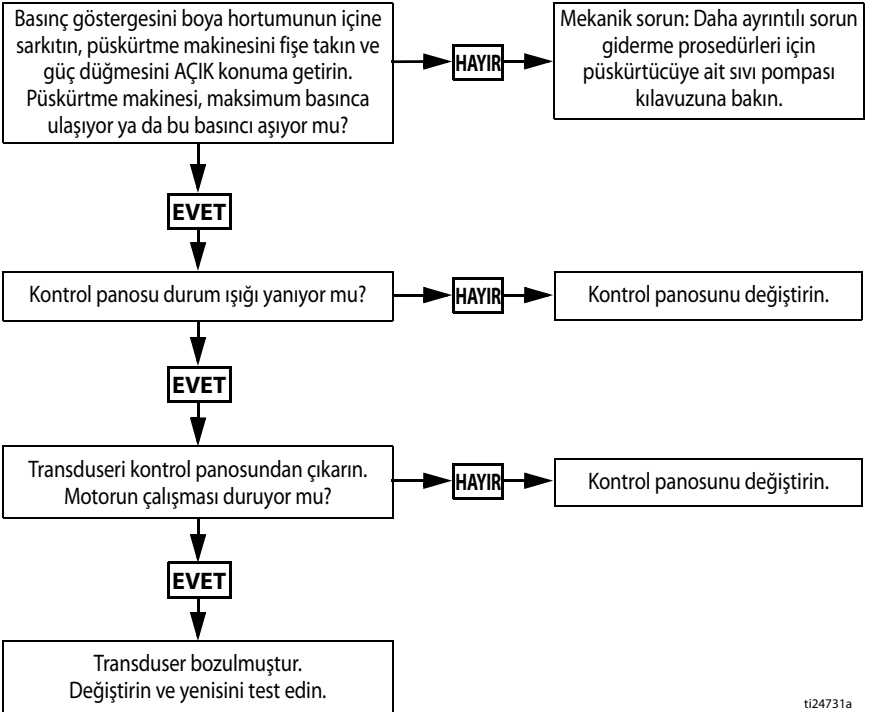 Basınç göstergesini boya hortumunun içine
sarkıtın, püskürtme makinesini fişe takın ve
güç düğmesini AÇIK konuma getirin.
Püskürtme makinesi, maksimum basınca
ulaşıyor ya da bu basıncı aşıyor mu?
HAYIR
Mekanik sorun: Daha ayrıntılı sorun
giderme prosedürleri için
püskürtücüye ait sıvı pompası
kılavuzuna bakın.
EVET
Kontrol panosu durum ışığı yanıyor mu?
HAYIR
Kontrol panosunu değiştirin.
EVET
Transduseri kontrol panosundan çıkarın.
Motorun çalışması duruyor mu?
HAYIR
Kontrol panosunu değiştirin.
EVET
Transduser bozulmuştur.
Değiştirin ve yenisini test edin.
ti24731a